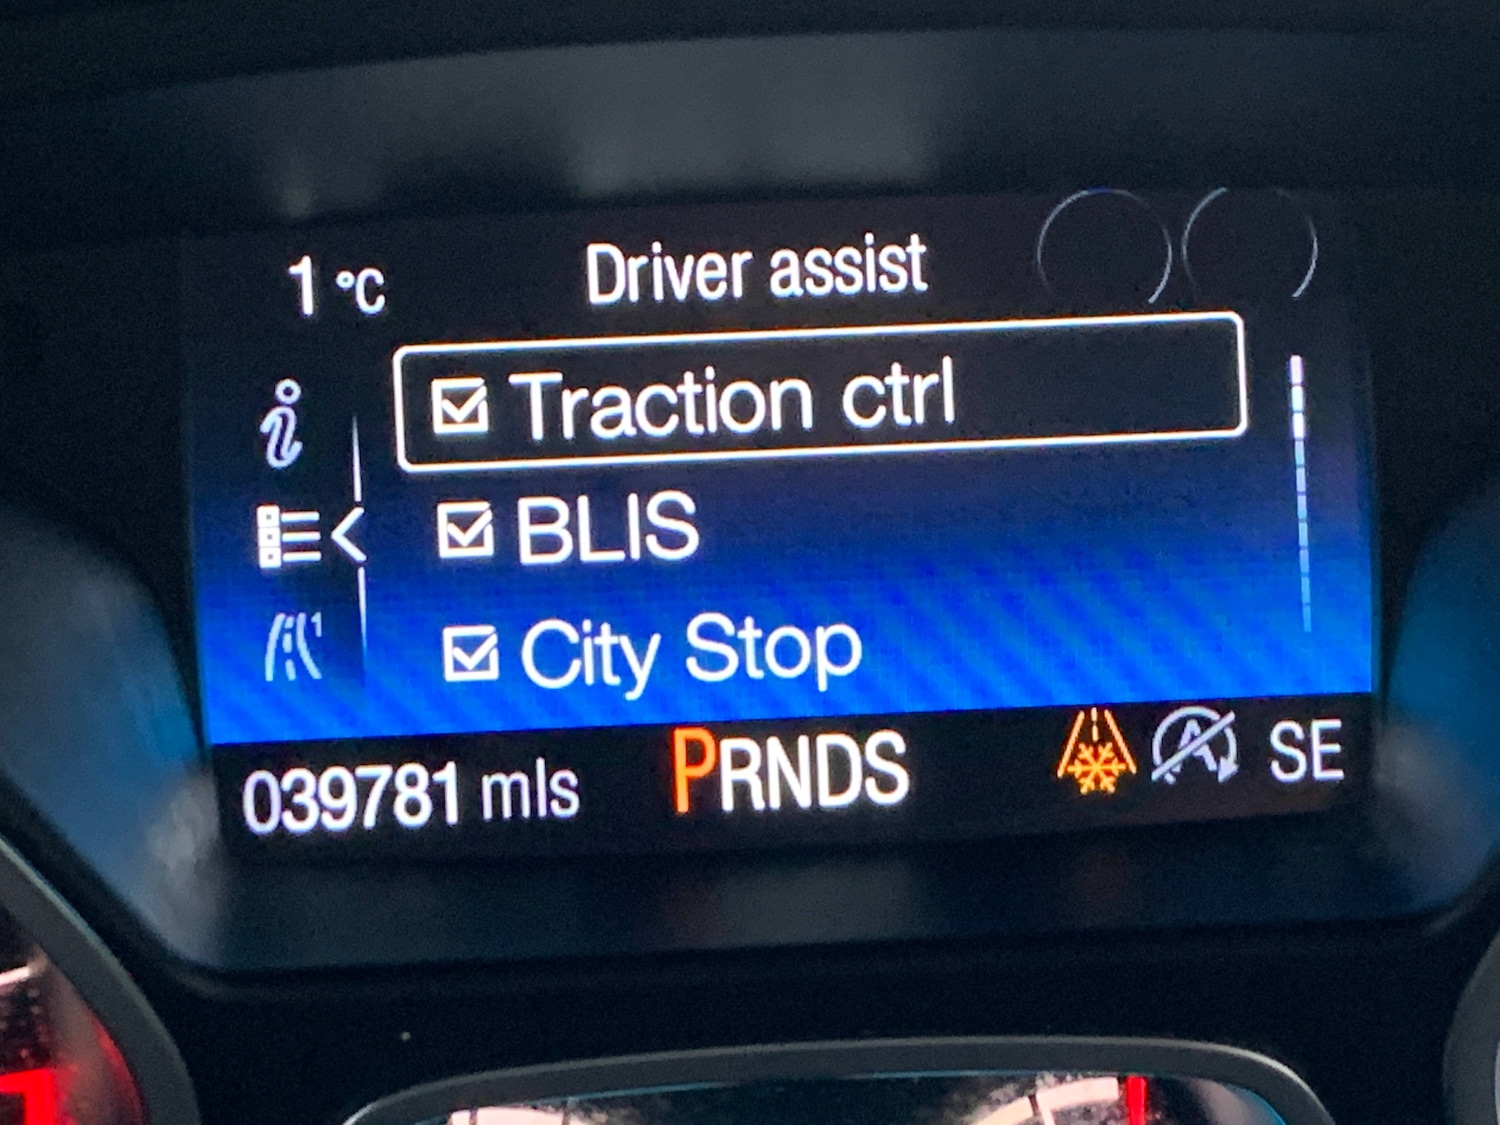 1 °C Driver assist
Traction ctrl
BLIS
City Stop
039781 mls PRNDS A SE